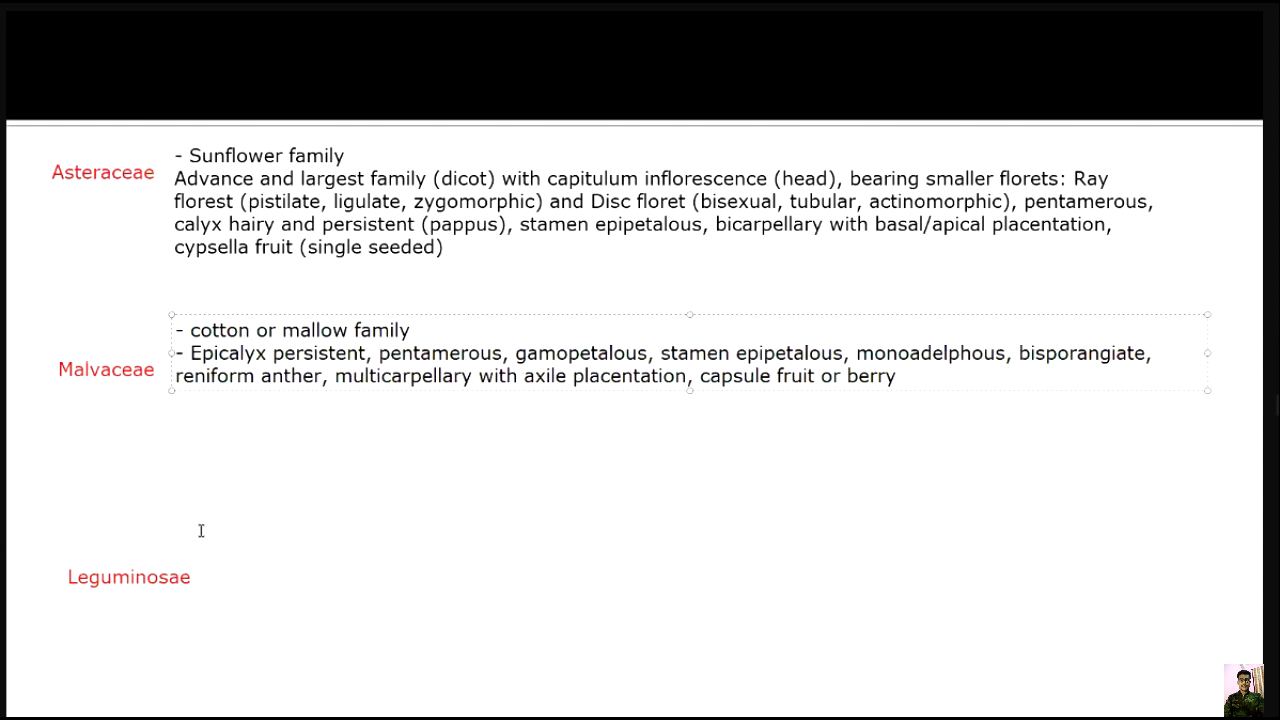 Asteraceae
- Sunflower family
Advance and largest family (dicot) with capitulum inflorescence (head), bearing smaller florets: Ray
florest (pistilate, ligulate, zygomorphic) and Disc floret (bisexual, tubular, actinomorphic), pentamerous,
calyx hairy and persistent (pappus), stamen epipetalous, bicarpellary with basal/apical placentation,
cypsella fruit (single seeded)
Malvaceae
- cotton or mallow family
- Epicalyx persistent, pentamerous, gamopetalous, stamen epipetalous, monoadelphous, bisporangiate,
reniform anther, multicarpellary with axile placentation, capsule fruit or berry
Leguminosae